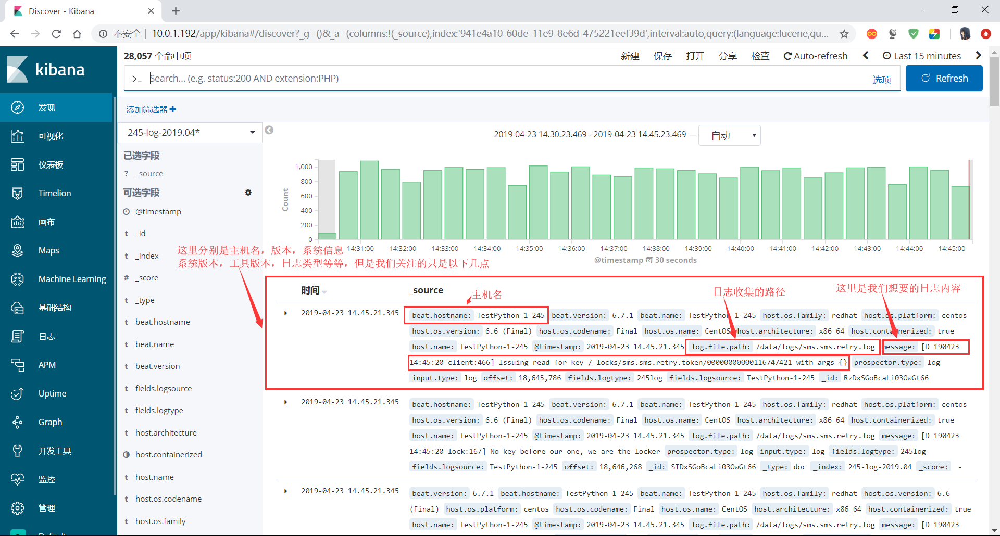 Discover - Kibana
不安全 | 10.0.1.192/app/kibana#/discover?_g=()&_a=(columns:!(_source),index:'941e4a10-60de-11e9-8e6d-475221eef39d',interval:auto,query:(language:lucene,qu...
kibana
28,057 个命中项
新建 保存 打开 分享 检查 Auto-refresh Last 15 minutes
>_ Search... (e.g. status:200 AND extension:PHP) 选项 Refresh
添加筛选器
发现
可视化
仪表板
Timelion
画布
Maps
Machine Learning
基础结构
日志
APM
Uptime
Graph
开发工具
监控
管理
D Default
245-log-2019.04*
已选字段
? _source
可选字段
@timestamp
t _id
t _index
# _score
t _type
t beat.hostname
t beat.name
t beat.version
t fields.logsource
t fields.logtype
t host.architecture
host.containerized
t host.name
t host.os.codename
t host.os.family
2019-04-23 14.30.23.469 - 2019-04-23 14.45.23.469 — 自动
Count
1,000
800
600
400
200
0
14:31:00 14:32:00 14:33:00 14:34:00 14:35:00 14:36:00 14:37:00 14:38:00 14:39:00 14:40:00 14:41:00 14:42:00 14:43:00 14:44:00 14:45:00
@timestamp 每 30 seconds
这里分别是主机名，版本，系统信息
系统版本，工具版本，日志类型等等，但是我们关注的只是以下几点
时间 _source
主机名
日志收集的路径
这里是我们想要的日志内容
2019-04-23 14.45.21.345 beat.hostname: TestPython-1-245 beat.version: 6.7.1 beat.name: TestPython-1-245 host.os.family: redhat host.os.platform: centos
host.os.version: 6.6 (Final) host.os.codename: Final host.os.name: CentOS host.architecture: x86_64 host.containerized: true
host.name: TestPython-1-245 @timestamp: 2019-04-23 14.45.21.345 log.file.path: /data/logs/sms.sms.retry.log message: [D 190423
14:45:20 client:466] Issuing read for key /_locks/sms.sms.retry.token/00000000000116747421 with args {} prospector.type: log
input.type: log offset: 18,645,786 fields.logtype: 245log fields.logsource: TestPython-1-245 _id: RzDxSGoBcaLi03OwGt66
2019-04-23 14.45.21.345 beat.hostname: TestPython-1-245 beat.version: 6.7.1 beat.name: TestPython-1-245 host.os.family: redhat host.os.platform: centos
host.os.version: 6.6 (Final) host.os.codename: Final host.os.name: CentOS host.architecture: x86_64 host.containerized: true
host.name: TestPython-1-245 @timestamp: 2019-04-23 14.45.21.345 log.file.path: /data/logs/sms.sms.retry.log message: [D 190423
14:45:20 lock:167] No key before our one, we are the locker prospector.type: log input.type: log fields.logtype: 245log
fields.logsource: TestPython-1-245 offset: 18,646,268 _id: STDxSGoBcaLi03OwGt66 _type: doc _index: 245-log-2019.04 _score: -
2019-04-23 14.45.21.345 beat.version: 6.7.1 beat.hostname: TestPython-1-245 beat.name: TestPython-1-245 host.os.family: redhat host.os.version: 6.6
(Final) host.os.platform: centos host.os.codename: Final host.os.name: CentOS host.architecture: x86_64 host.containerized: true
host.name: TestPython-1-245 @timestamp: 2019-04-23 14.45.21.345 log.file.path: /data/logs/sms.sms.retry.log message: [D 190423